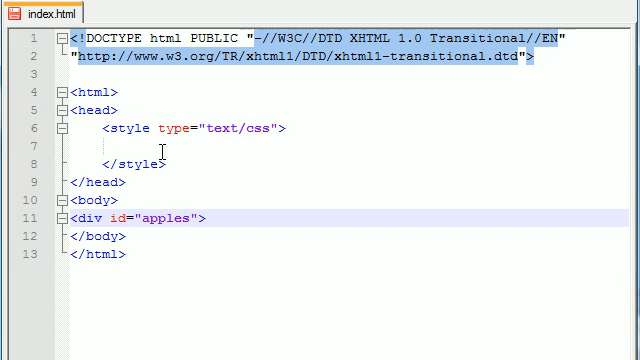 index.html
1 <!DOCTYPE html PUBLIC "-//W3C//DTD XHTML 1.0 Transitional//EN"
2 "http://www.w3.org/TR/xhtml1/DTD/xhtml1-transitional.dtd">
3
4 <html>
5 <head>
6 <style type="text/css">
7
8 </style>
9 </head>
10 <body>
11 <div id="apples">
12 </body>
13 </html>